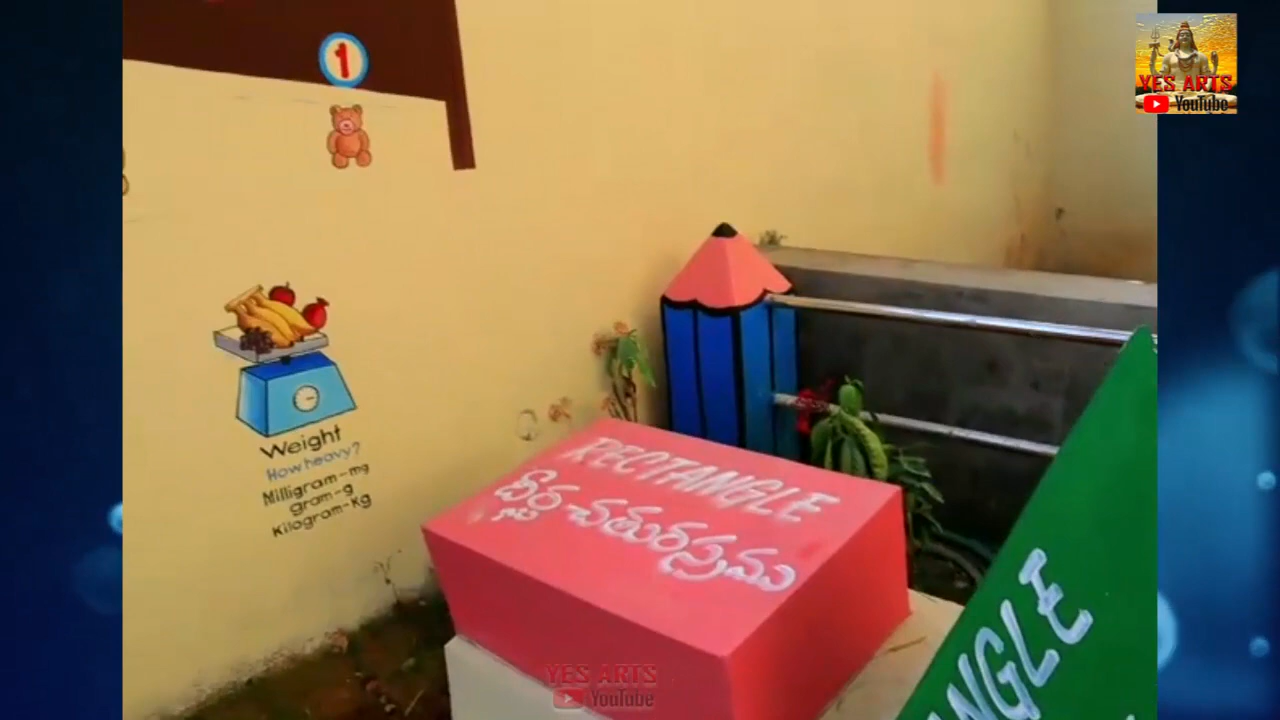 1
YES ARTS
YouTube
Weight
How heavy?
Milligram-mg
gram-g
Kilogram-Kg
RECTANGLE
దీర్ఘ చతురస్రము
NGLE
YES ARTS
YouTube